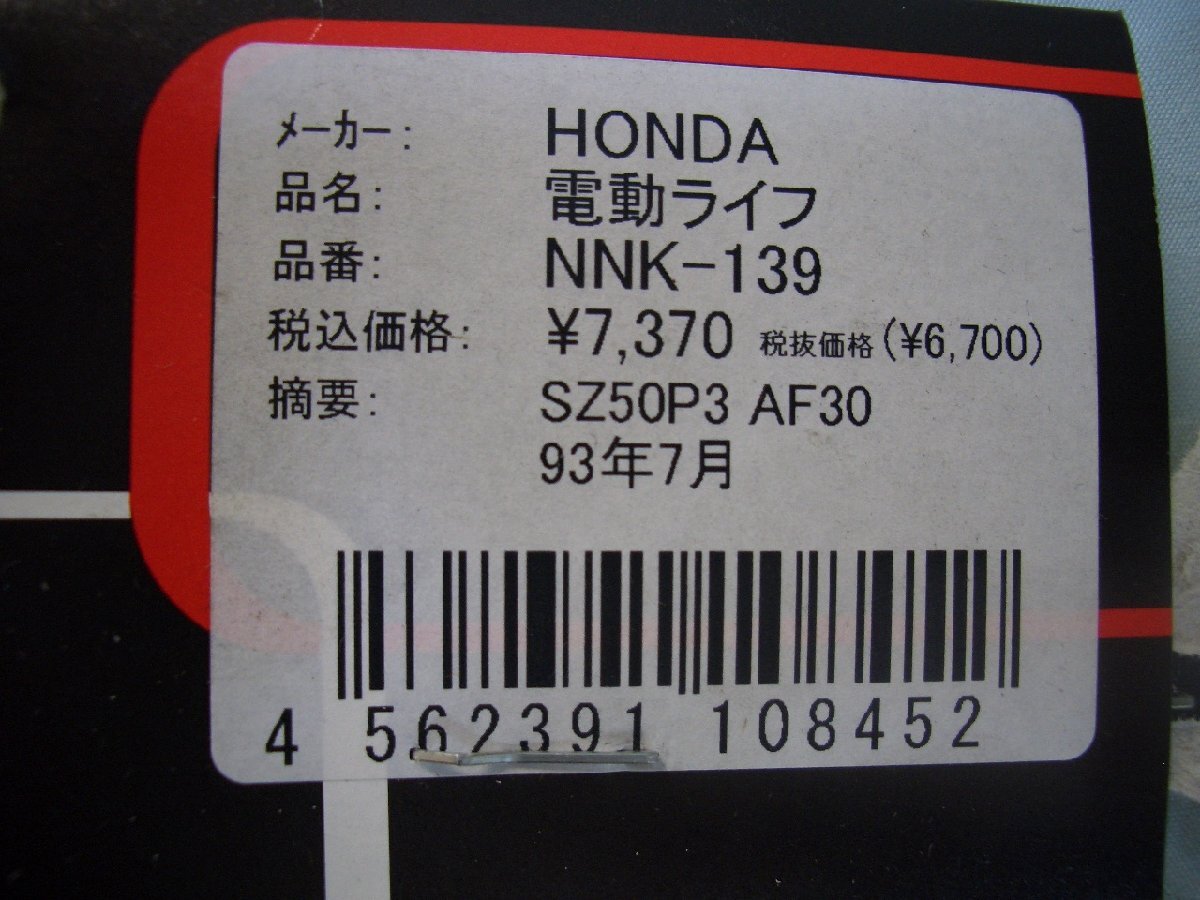 メーカー: HONDA
品名: 電動ライフ
品番: NNK-139
税込価格: ¥7,370 税抜価格(¥6,700)
摘要: SZ50P3 AF30
93年7月
4 562391 108452